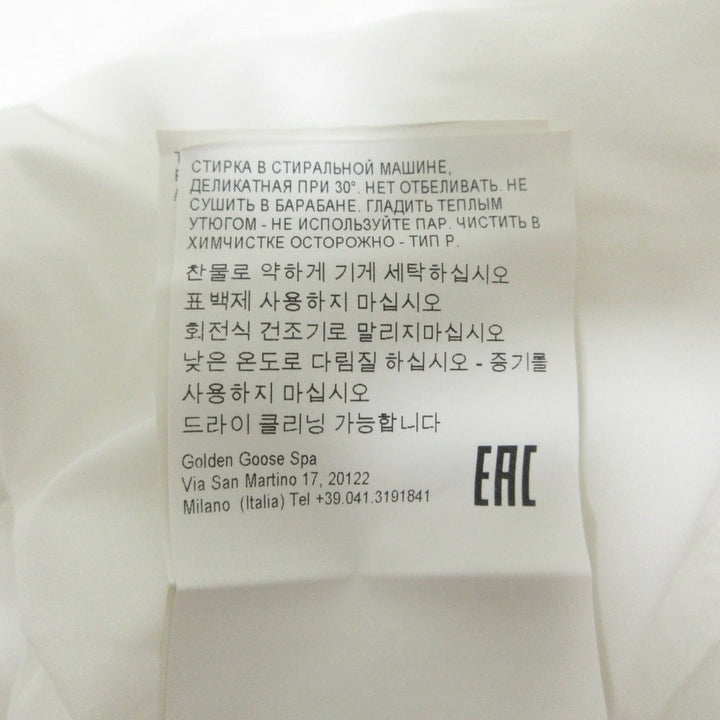 СТИРКА В СТИРАЛЬНОЙ МАШИНЕ,
ДЕЛИКАТНАЯ ПРИ 30°. НЕТ ОТБЕЛИВАТЬ. НЕ
СУШИТЬ В БАРАБАНЕ. ГЛАДИТЬ ТЕПЛЫМ
УТЮГОМ - НЕ ИСПОЛЬЗУЙТЕ ПАР. ЧИСТИТЬ В
ХИМЧИСТКЕ ОСТОРОЖНО - ТИП P.
찬물로 약하게 기게 세탁하십시오
표백제 사용하지 마십시오
회전식 건조기로 말리지마십시오
낮은 온도로 다림질 하십시오 - 중기를
사용하지 마십시오
드라이 클리닝 가능합니다
Golden Goose Spa
Via San Martino 17, 20122
Milano (Italia) Tel +39.041.3191841
EAC